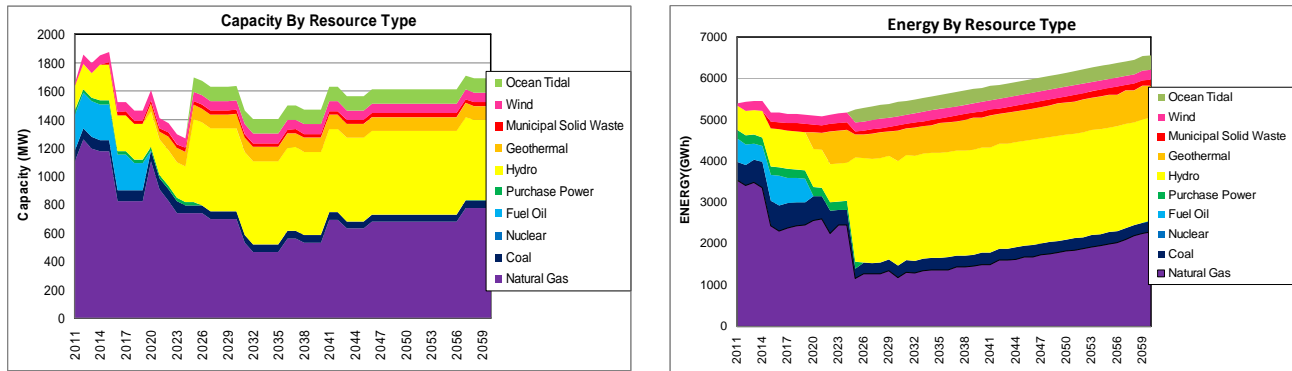 Capacity By Resource Type
Capacity (MW)
2000
1800
1600
1400
1200
1000
800
600
400
200
0
2011
2014
2017
2020
2023
2026
2029
2032
2035
2038
2041
2044
2047
2050
2053
2056
2059
Ocean Tidal
Wind
Municipal Solid Waste
Geothermal
Hydro
Purchase Power
Fuel Oil
Nuclear
Coal
Natural Gas
Energy By Resource Type
ENERGY(GWh)
7000
6000
5000
4000
3000
2000
1000
0
2011
2014
2017
2020
2023
2026
2029
2032
2035
2038
2041
2044
2047
2050
2053
2056
2059
Ocean Tidal
Wind
Municipal Solid Waste
Geothermal
Hydro
Purchase Power
Fuel Oil
Nuclear
Coal
Natural Gas